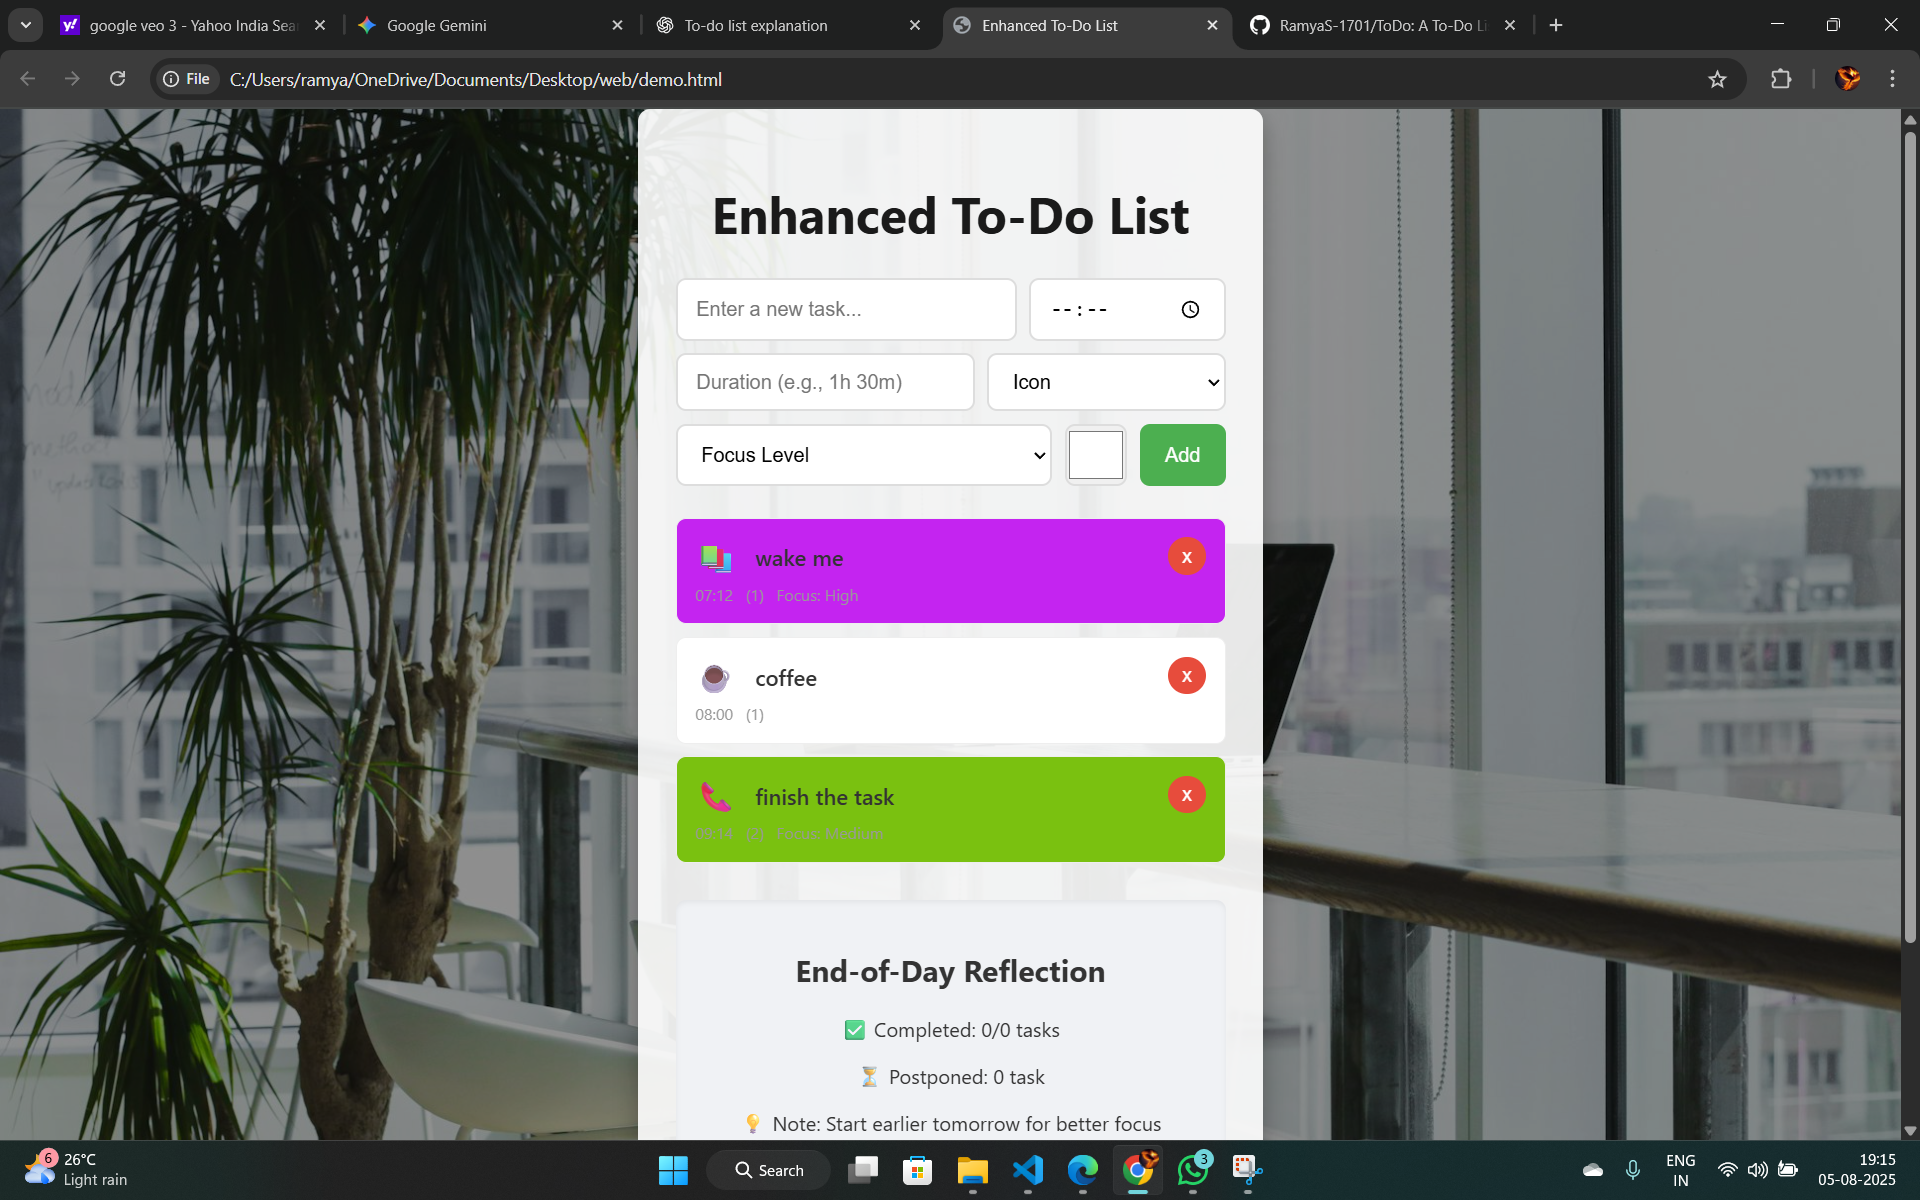 google veo 3 - Yahoo India Sea
Google Gemini
To-do list explanation
Enhanced To-Do List
RamyaS-1701/ToDo: A To-Do Li
File
C:/Users/ramya/OneDrive/Documents/Desktop/web/demo.html
Enhanced To-Do List
Enter a new task...
--:--
Duration (e.g., 1h 30m)
Icon
Focus Level
Add
wake me
x
07:12 (1) Focus: High
coffee
x
08:00 (1)
finish the task
x
09:14 (2) Focus: Medium
End-of-Day Reflection
✅ Completed: 0/0 tasks
⏳ Postponed: 0 task
💡 Note: Start earlier tomorrow for better focus
6
26°C
Light rain
Search
3
ENG
IN
19:15
05-08-2025